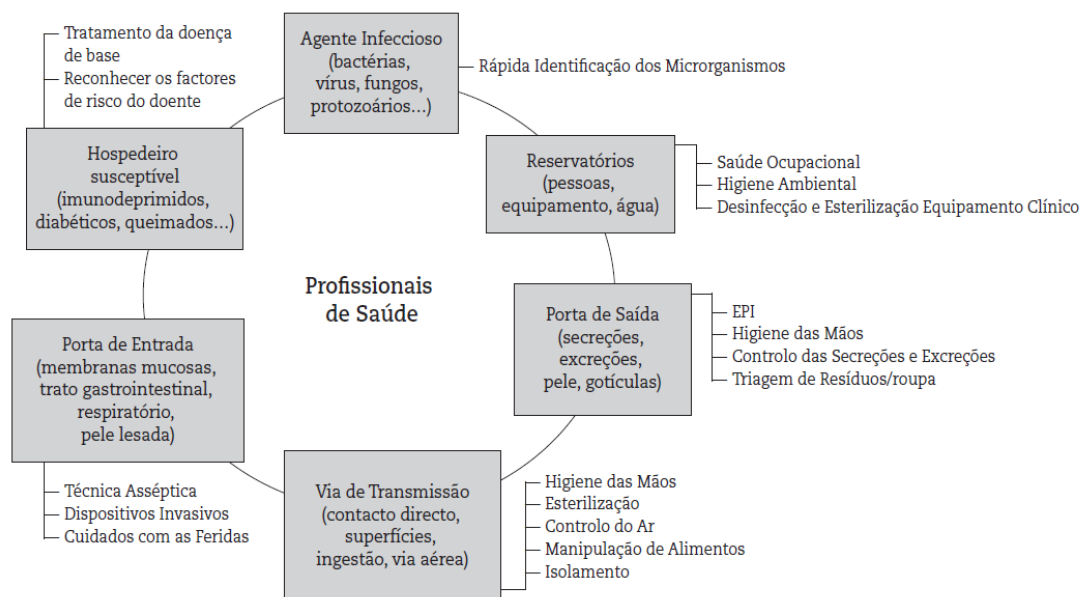 Agente Infeccioso
(bactérias,
vírus, fungos,
protozoários...)
Rápida Identificação dos Microrganismos
Reservatórios
(pessoas,
equipamento, água)
Saúde Ocupacional
Higiene Ambiental
Desinfecção e Esterilização Equipamento Clínico
Porta de Saída
(secreções,
excreções,
pele, gotículas)
EPI
Higiene das Mãos
Controlo das Secreções e Excreções
Triagem de Resíduos/roupa
Via de Transmissão
(contacto directo,
superfícies,
ingestão, via aérea)
Higiene das Mãos
Esterilização
Controlo do Ar
Manipulação de Alimentos
Isolamento
Porta de Entrada
(membranas mucosas,
trato gastrointestinal,
respiratório,
pele lesada)
Técnica Asséptica
Dispositivos Invasivos
Cuidados com as Feridas
Hospedeiro
susceptível
(imunodeprimidos,
diabéticos, queimados...)
Tratamento da doença
de base
Reconhecer os factores
de risco do doente
Profissionais
de Saúde